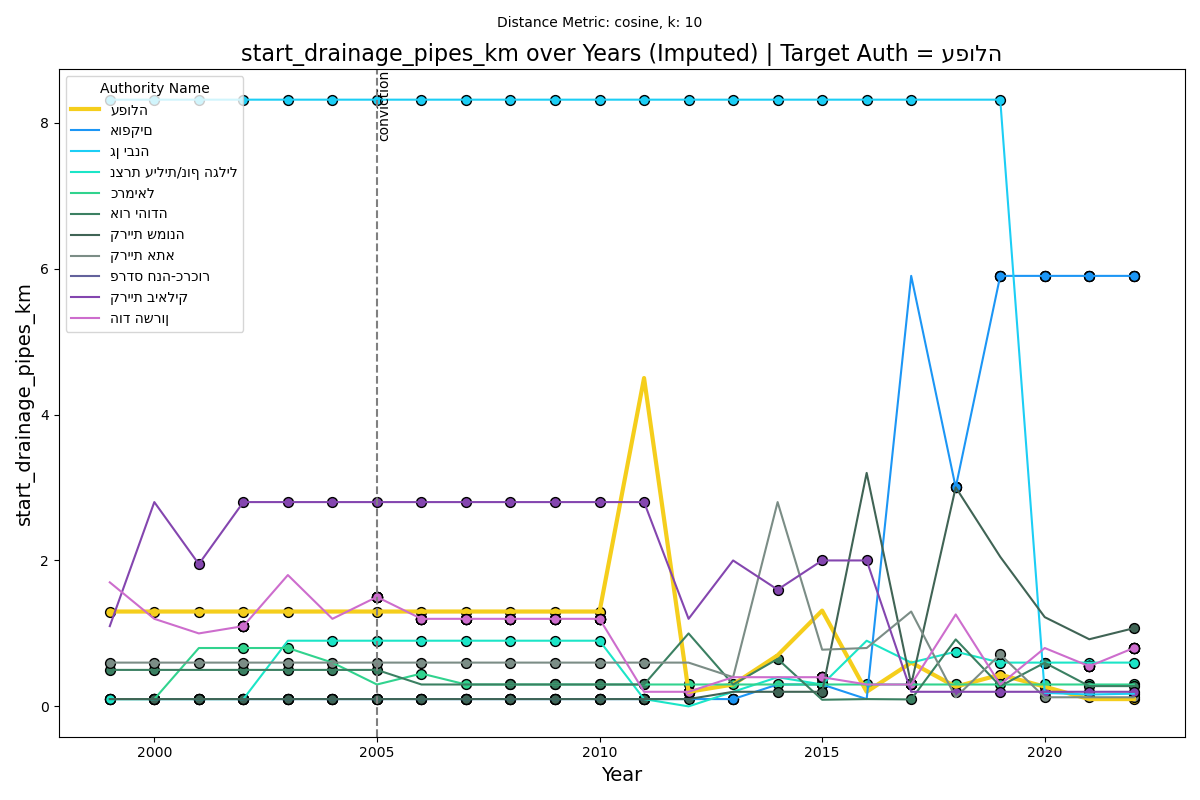 Distance Metric: cosine, k: 10
start_drainage_pipes_km over Years (Imputed) | Target Auth = עפולה
start_drainage_pipes_km
8
6
4
2
0
Authority Name
עפולה
אופקים
גן יבנה
נצרת עילית/נוף הגליל
כרמיאל
אור יהודה
קריית שמונה
קריית אתא
פרדס חנה-כרכור
קריית ביאליק
הוד השרון
conviction
2000 2005 2010 2015 2020
Year